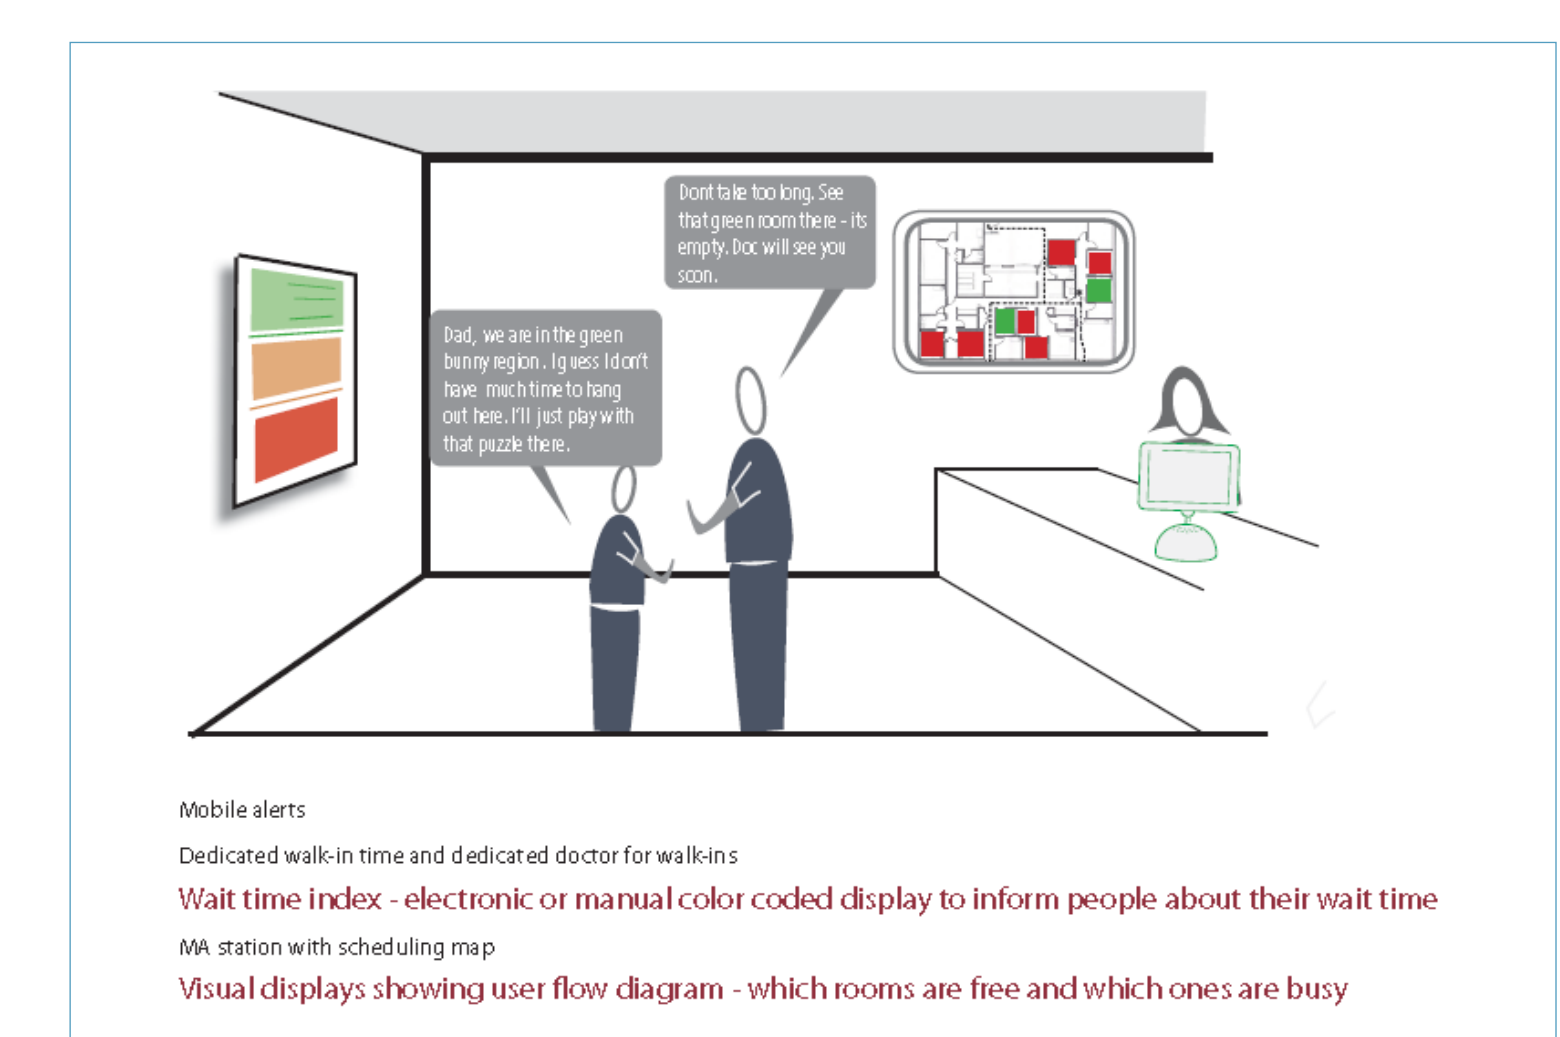 Dont take too long. See
that green room there - its
empty. Doc will see you
soon.
Dad, we are in the green
bunny region. I guess I don't
have much time to hang
out here. I'll just play with
that puzzle there.
Mobile alerts
Dedicated walk-in time and dedicated doctor for walk-ins
Wait time index - electronic or manual color coded display to inform people about their wait time
MA station with scheduling map
Visual displays showing user flow diagram - which rooms are free and which ones are busy